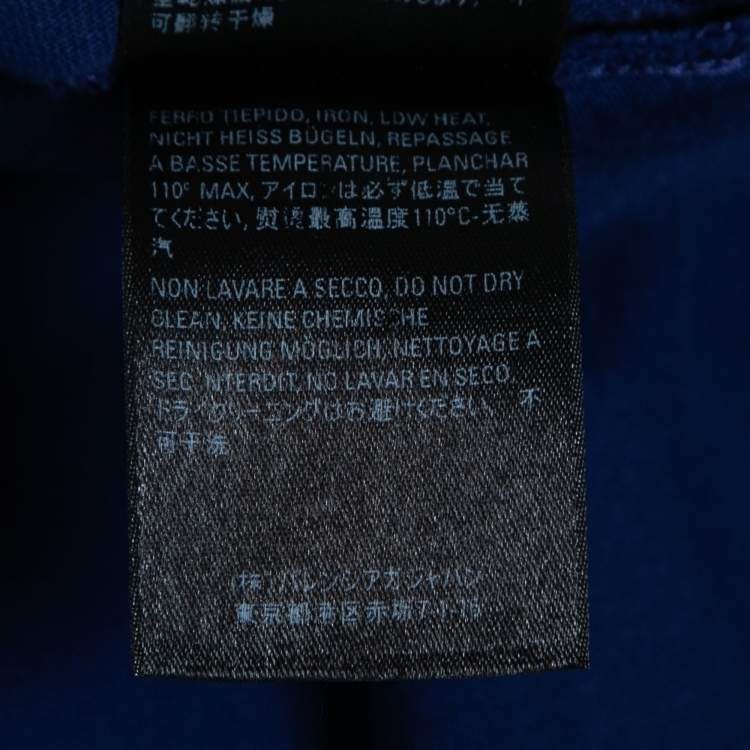 可翻转干燥
FERRO TIEPIDO, IRON, LOW HEAT,
NICHT HEISS BÜGELN, REPASSAGE
A BASSE TEMPERATURE, PLANCHAR
110° MAX, アイロンは必ず低温で当て
てください, 熨烫最高温度110°C-无蒸
汽
NON LAVARE A SECCO, DO NOT DRY
CLEAN, KEINE CHEMISCHE
REINIGUNG MÖGLICH, NETTOYAGE A
SEC INTERDIT, NO LAVAR EN SECO,
ドライクリーニングはお避けください, 不
可干洗
(株) バレンシアガ ジャパン
東京都港区赤坂7-1-16